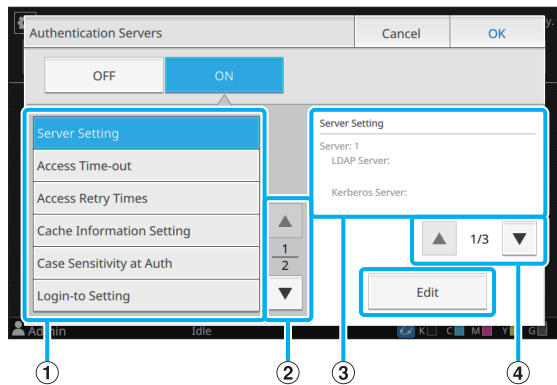 Authentication Servers
Cancel
OK
y.
OFF
ON
Server Setting
Access Time-out
Access Retry Times
Cache Information Setting
Case Sensitivity at Auth
Login-to Setting
1
2
Server Setting
Server: 1
LDAP Server:
Kerberos Server:
1/3
Edit
Admin
Idle
K
C
M
Y
G
1
2
3
4